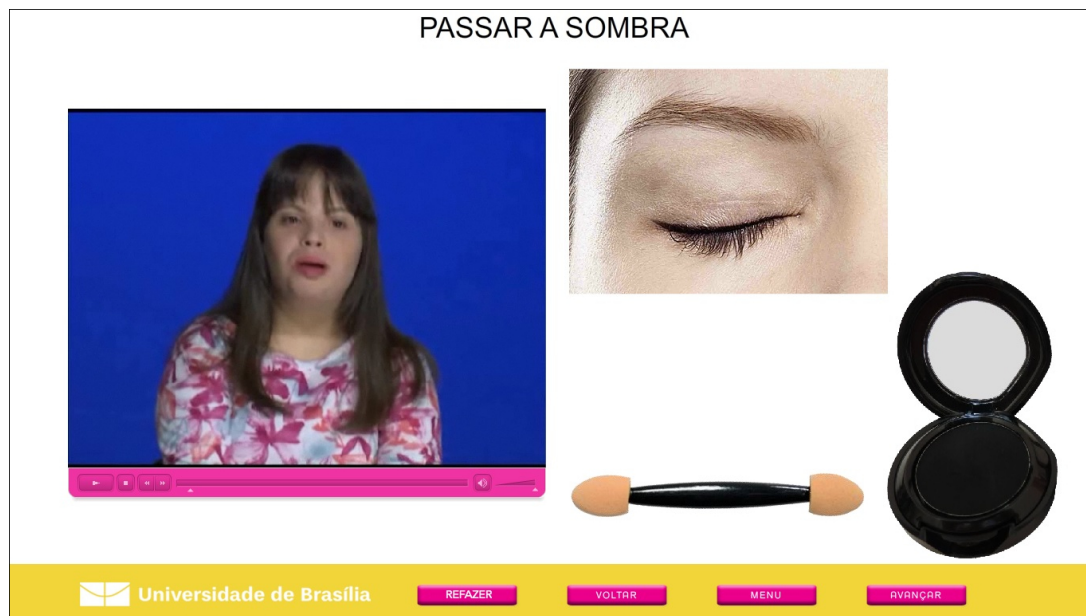 PASSAR A SOMBRA
Universidade de Brasília
REFAZER
VOLTAR
MENU
AVANÇAR